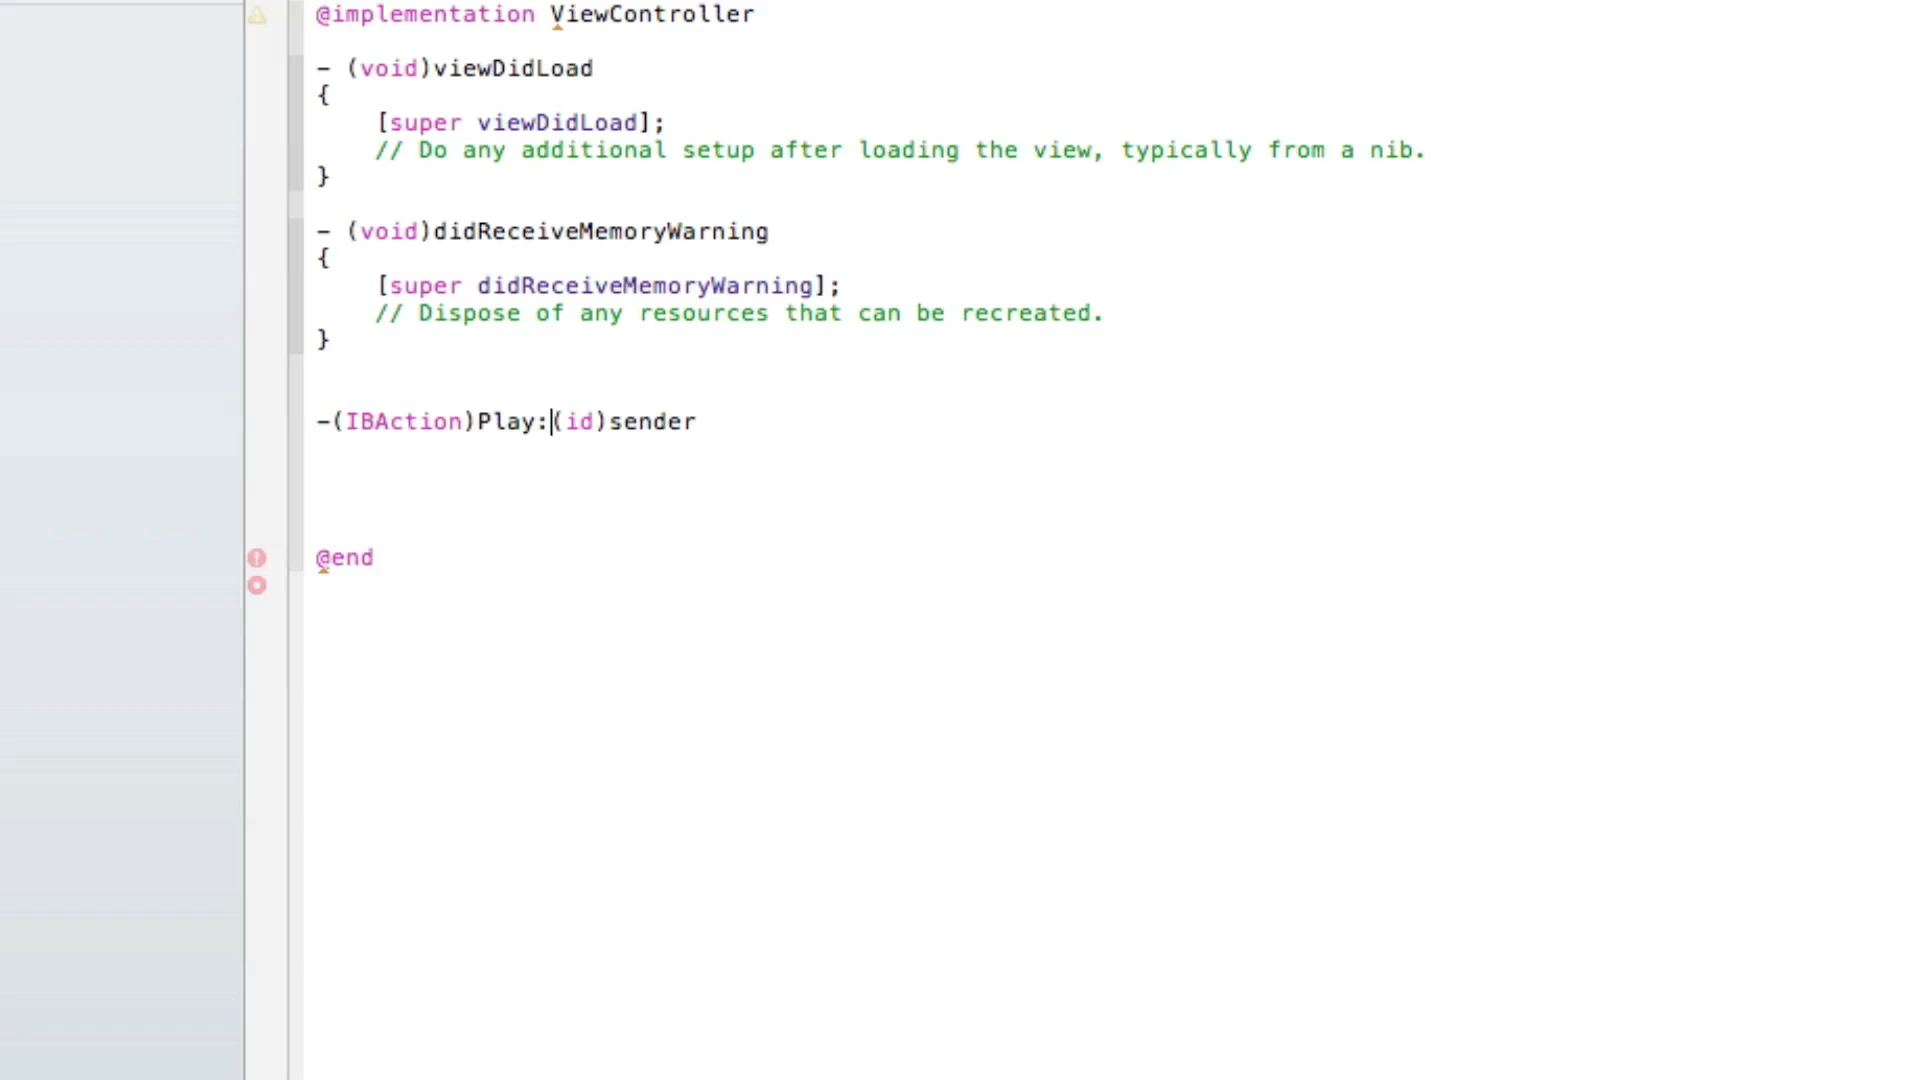 @implementation ViewController
- (void)viewDidLoad
{
    [super viewDidLoad];
    // Do any additional setup after loading the view, typically from a nib.
}
- (void)didReceiveMemoryWarning
{
    [super didReceiveMemoryWarning];
    // Dispose of any resources that can be recreated.
}
-(IBAction)Play:(id)sender
@end